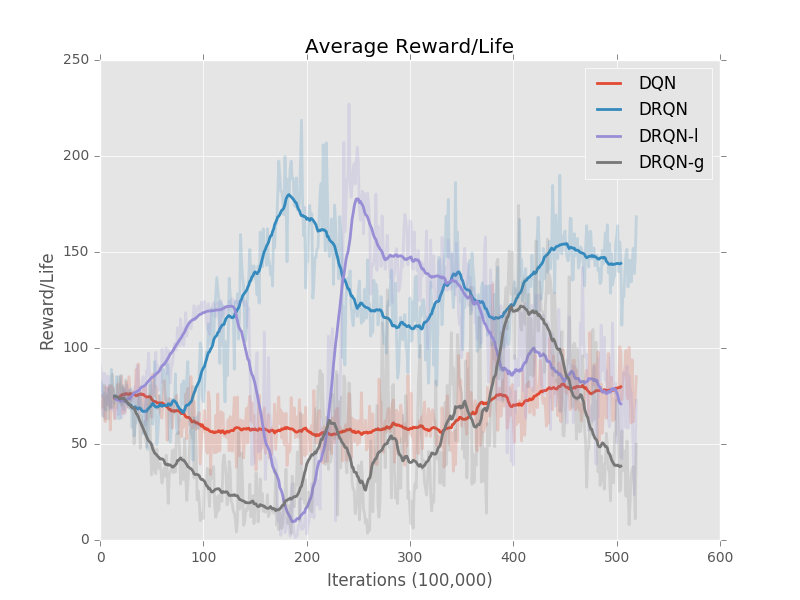 Average Reward/Life
250
200
150
100
50
0
Reward/Life
DQN
DRQN
DRQN-l
DRQN-g
0 100 200 300 400 500 600
Iterations (100,000)